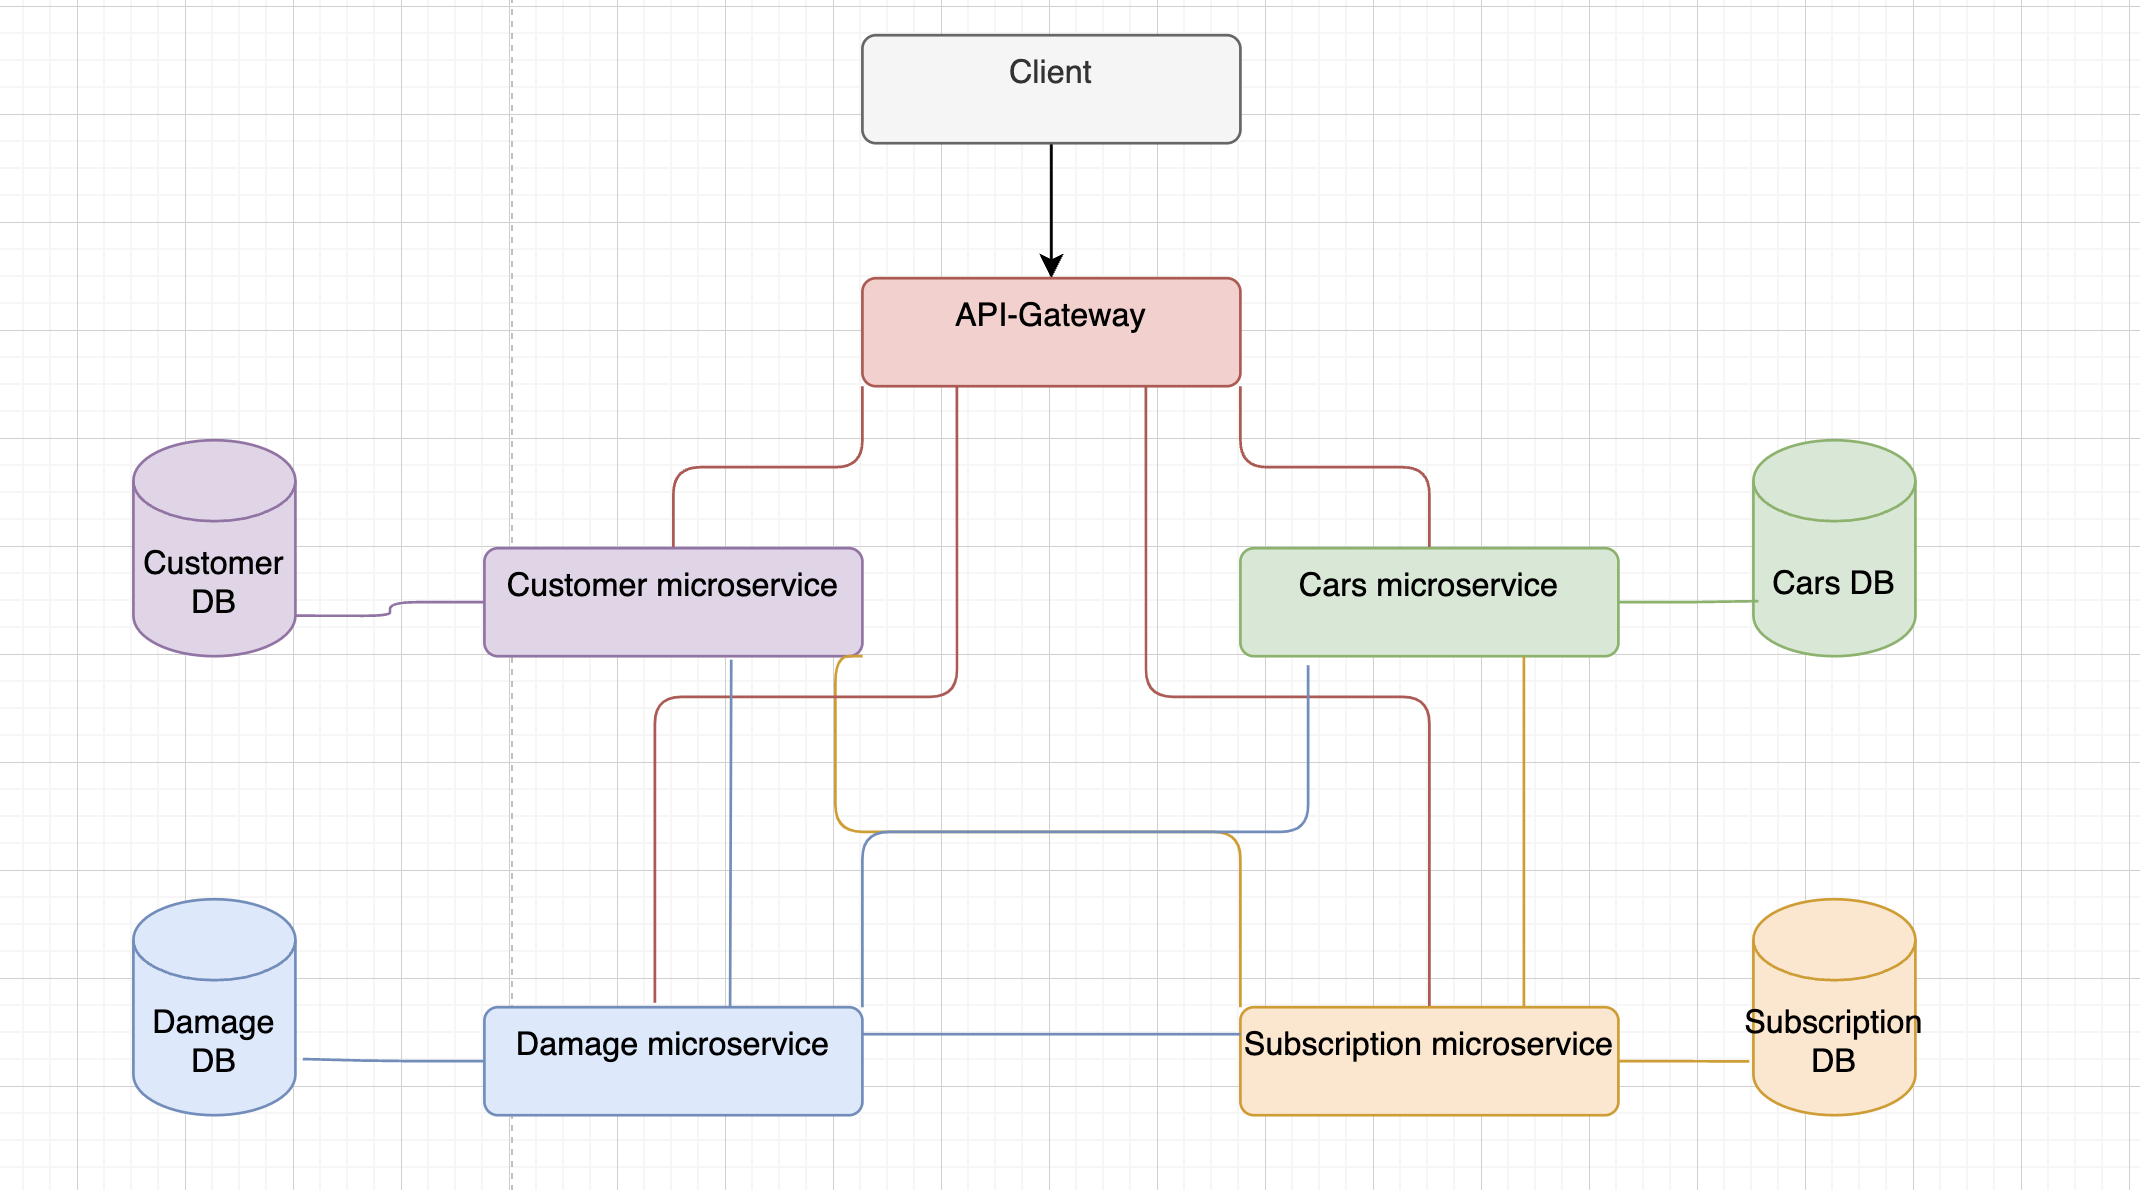 Client
API-Gateway
Customer
DB
Customer microservice
Cars microservice
Cars DB
Damage
DB
Damage microservice
Subscription microservice
Subscription
DB